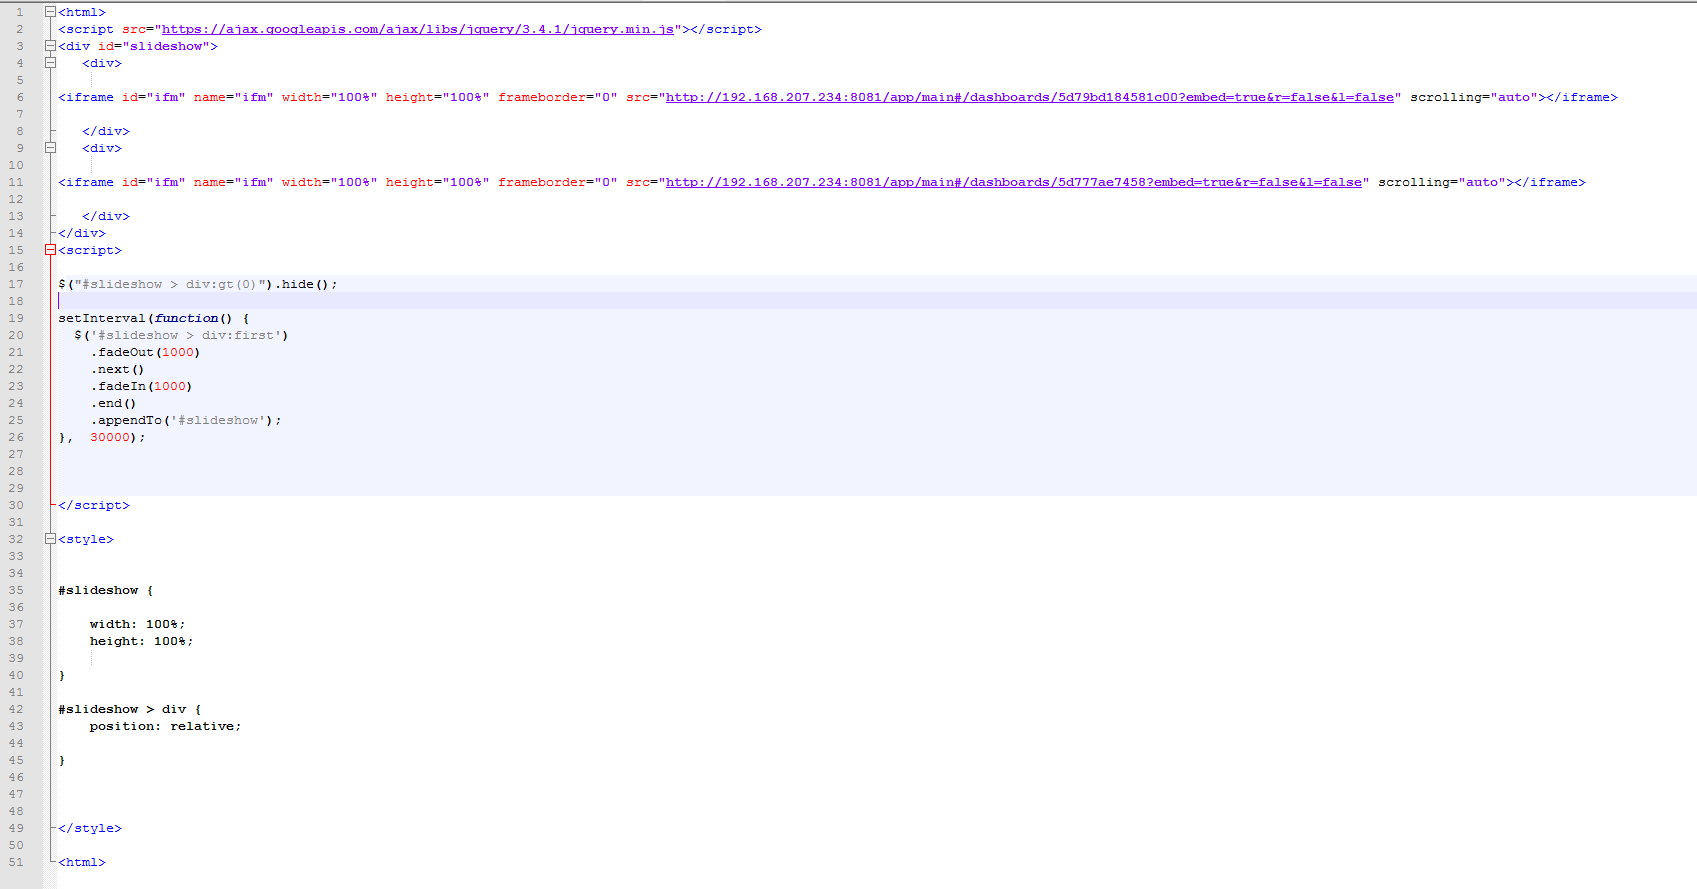 1 <html>
2 <script src="https://ajax.googleapis.com/ajax/libs/jquery/3.4.1/jquery.min.js"></script>
3 <div id="slideshow">
4 <div>
5
6 <iframe id="ifm" name="ifm" width="100%" height="100%" frameborder="0" src="http://192.168.207.234:8081/app/main#/dashboards/5d79bd184581c00?embed=true&r=false&l=false" scrolling="auto"></iframe>
7
8 </div>
9 <div>
10
11 <iframe id="ifm" name="ifm" width="100%" height="100%" frameborder="0" src="http://192.168.207.234:8081/app/main#/dashboards/5d777ae7458?embed=true&r=false&l=false" scrolling="auto"></iframe>
12
13 </div>
14 </div>
15 <script>
16
17 $("#slideshow > div:gt(0)").hide();
18
19 setInterval(function() {
20 $('#slideshow > div:first')
21 .fadeOut(1000)
22 .next()
23 .fadeIn(1000)
24 .end()
25 .appendTo('#slideshow');
26 }, 30000);
27
28
29
30 </script>
31
32 <style>
33
34
35 #slideshow {
36
37 width: 100%;
38 height: 100%;
39
40 }
41
42 #slideshow > div {
43 position: relative;
44
45 }
46
47
48
49 </style>
50
51 <html>